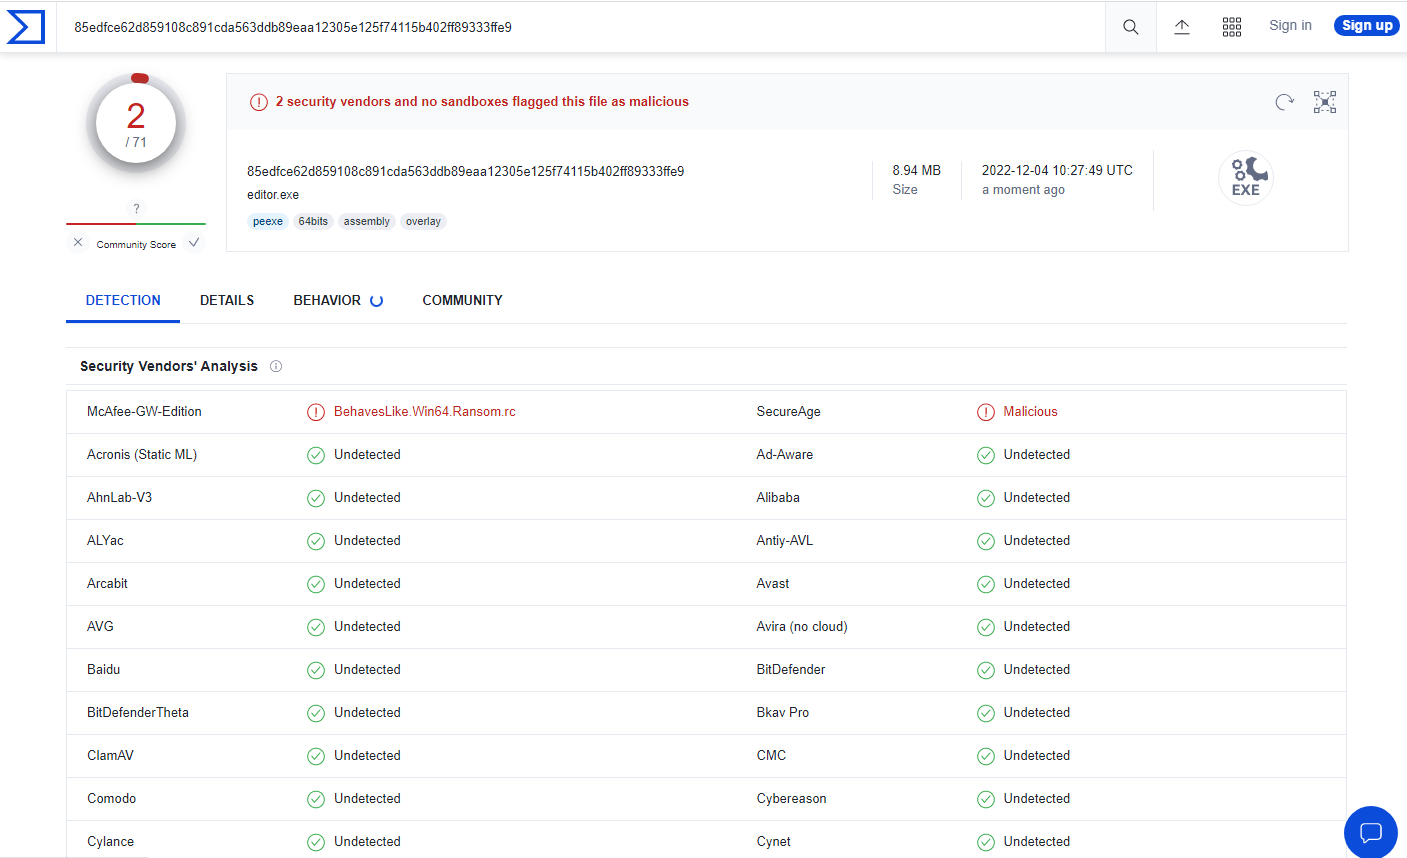 85edfce62d859108c891cda563ddb89eaa12305e125f74115b402ff89333ffe9
Sign in
Sign up
2
/ 71
?
Community Score
2 security vendors and no sandboxes flagged this file as malicious
85edfce62d859108c891cda563ddb89eaa12305e125f74115b402ff89333ffe9
editor.exe
peexe 64bits assembly overlay
8.94 MB
Size
2022-12-04 10:27:49 UTC
a moment ago
EXE
DETECTION DETAILS BEHAVIOR COMMUNITY
Security Vendors' Analysis
McAfee-GW-Edition BehavesLike.Win64.Ransom.rc SecureAge Malicious
Acronis (Static ML) Undetected Ad-Aware Undetected
AhnLab-V3 Undetected Alibaba Undetected
ALYac Undetected Antiy-AVL Undetected
Arcabit Undetected Avast Undetected
AVG Undetected Avira (no cloud) Undetected
Baidu Undetected BitDefender Undetected
BitDefenderTheta Undetected Bkav Pro Undetected
ClamAV Undetected CMC Undetected
Comodo Undetected Cybereason Undetected
Cylance Undetected Cynet Undetected